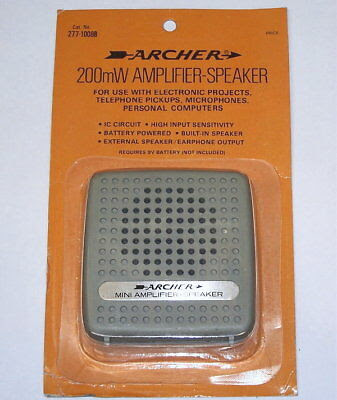 Cat. No.
277-1008B
PRICE
ARCHER®
200mW AMPLIFIER-SPEAKER
FOR USE WITH ELECTRONIC PROJECTS,
TELEPHONE PICKUPS, MICROPHONES,
PERSONAL COMPUTERS
• IC CIRCUIT • HIGH INPUT SENSITIVITY
• BATTERY POWERED • BUILT-IN SPEAKER
• EXTERNAL SPEAKER/EARPHONE OUTPUT
REQUIRES 9V BATTERY (NOT INCLUDED)
ARCHER
MINI AMPLIFIER-SPEAKER